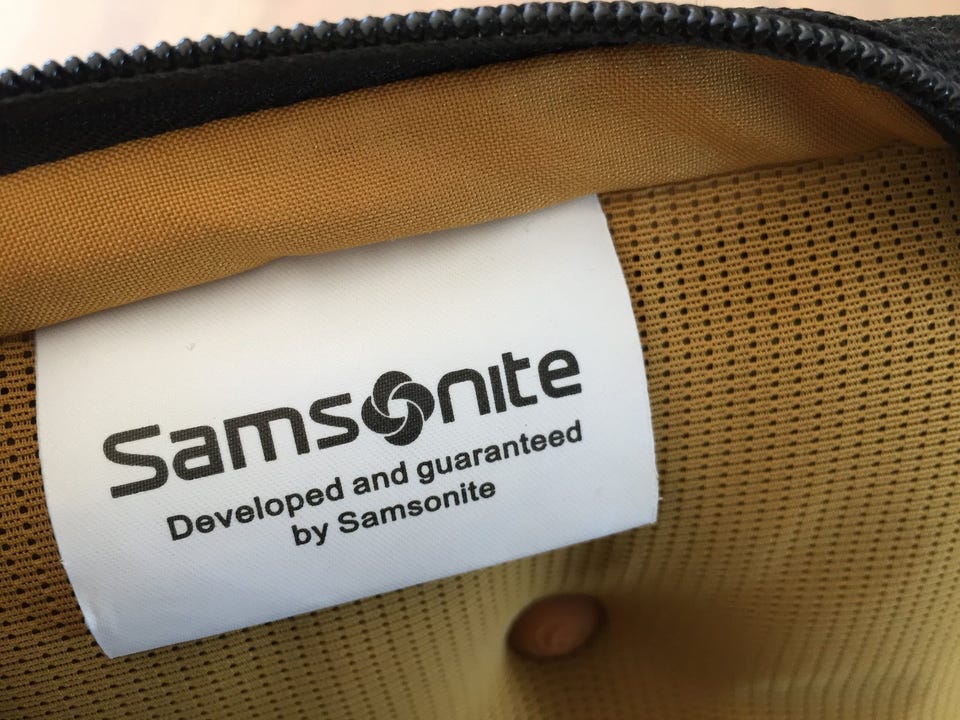 Samsonite
Developed and guaranteed
by Samsonite